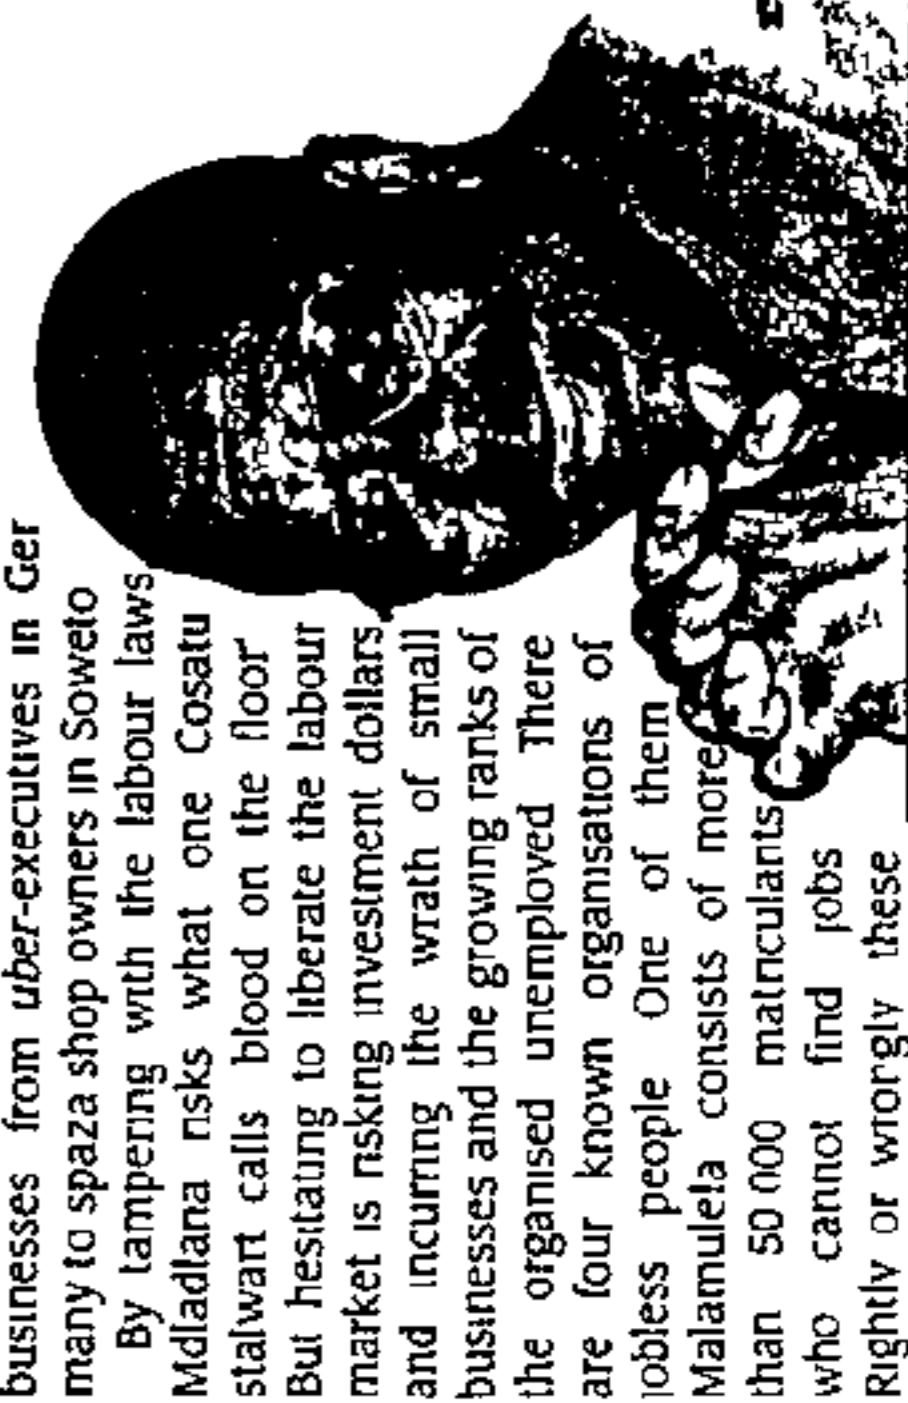 businesses from uber-executives in Ger
many to spaza shop owners in Soweto
By tampering with the labour laws
Mdladlana risks what one Cosatu
stalwart calls blood on the floor
But hesitating to liberate the labour
market is risking investment dollars
and incurring the wrath of small
businesses and the growing ranks of
the organised unemployed There
are four known organisations of
jobless people One of them
Malamulela consists of more
than 50 000 matriculants
who cannot find jobs
Rightly or wrongly these